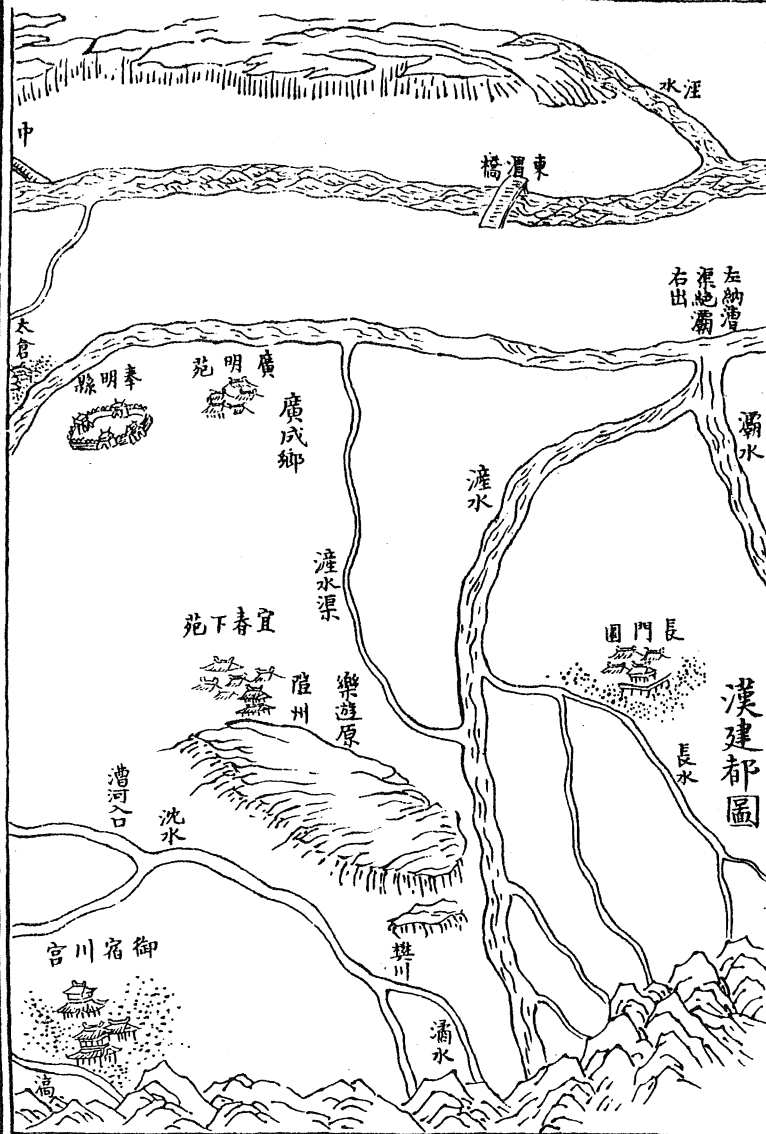 漢建都圖
涇水
東渭橋
左納漕
渠絶灞
右出
灞水
滻水
長門園
長水
廣明苑
奉明縣
廣成鄉
太倉
滻水渠
宜春下苑
樂遊原
隑州
漕河入口
沈水
御宿川宮
樊川
潏水